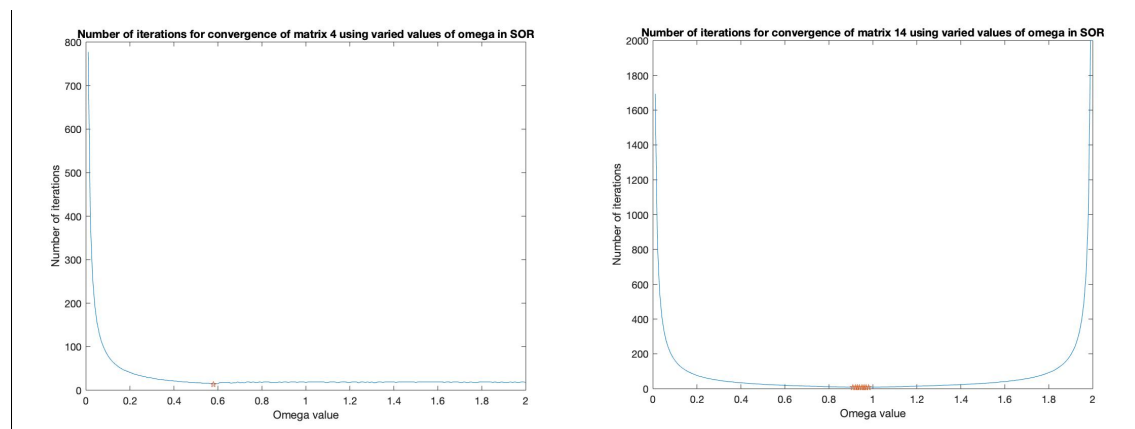 Number of iterations for convergence of matrix 4 using varied values of omega in SOR
800
700
600
500
400
300
200
100
0
Number of iterations
0 0.2 0.4 0.6 0.8 1 1.2 1.4 1.6 1.8 2
Omega value
Number of iterations for convergence of matrix 14 using varied values of omega in SOR
2000
1800
1600
1400
1200
1000
800
600
400
200
0
Number of iterations
0 0.2 0.4 0.6 0.8 1 1.2 1.4 1.6 1.8 2
Omega value